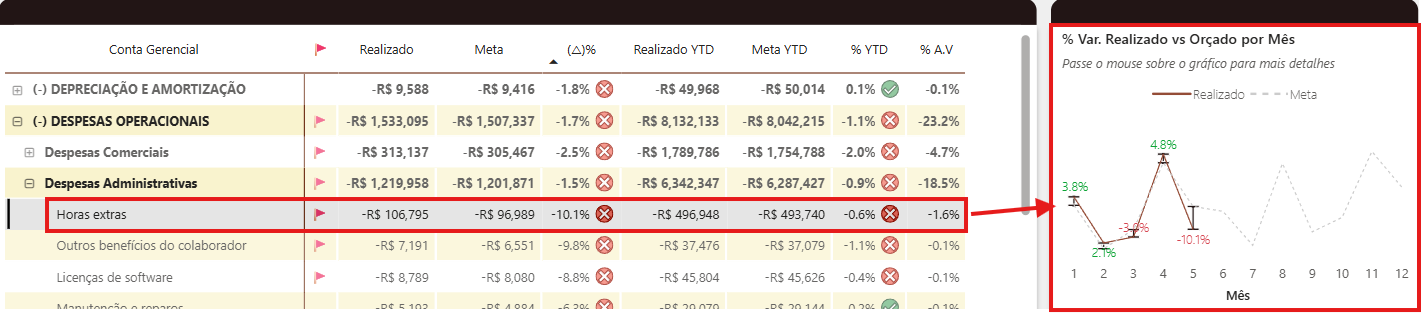 Conta Gerencial Realizado Meta (△)% Realizado YTD Meta YTD % YTD % A.V
(-) DEPRECIAÇÃO E AMORTIZAÇÃO -R$ 9,588 -R$ 9,416 -1.8% -R$ 49,968 -R$ 50,014 0.1% -0.1%
(-) DESPESAS OPERACIONAIS -R$ 1,533,095 -R$ 1,507,337 -1.7% -R$ 8,132,133 -R$ 8,042,215 -1.1% -23.2%
Despesas Comerciais -R$ 313,137 -R$ 305,467 -2.5% -R$ 1,789,786 -R$ 1,754,788 -2.0% -4.7%
Despesas Administrativas -R$ 1,219,958 -R$ 1,201,871 -1.5% -R$ 6,342,347 -R$ 6,287,427 -0.9% -18.5%
Horas extras -R$ 106,795 -R$ 96,989 -10.1% -R$ 496,948 -R$ 493,740 -0.6% -1.6%
Outros benefícios do colaborador -R$ 7,191 -R$ 6,551 -9.8% -R$ 37,476 -R$ 37,079 -1.1% -0.1%
Licenças de software -R$ 8,789 -R$ 8,080 -8.8% -R$ 45,804 -R$ 45,626 -0.4% -0.1%
Manutenção e reparos -R$ 5,193 -R$ 4,884 -6.3% -R$ 29,079 -R$ 29,144 0.2% -0.1%
% Var. Realizado vs Orçado por Mês
Passe o mouse sobre o gráfico para mais detalhes
Realizado Meta
4.8%
3.8%
-3.0%
-10.1%
2.1%
1 2 3 4 5 6 7 8 9 10 11 12
Mês